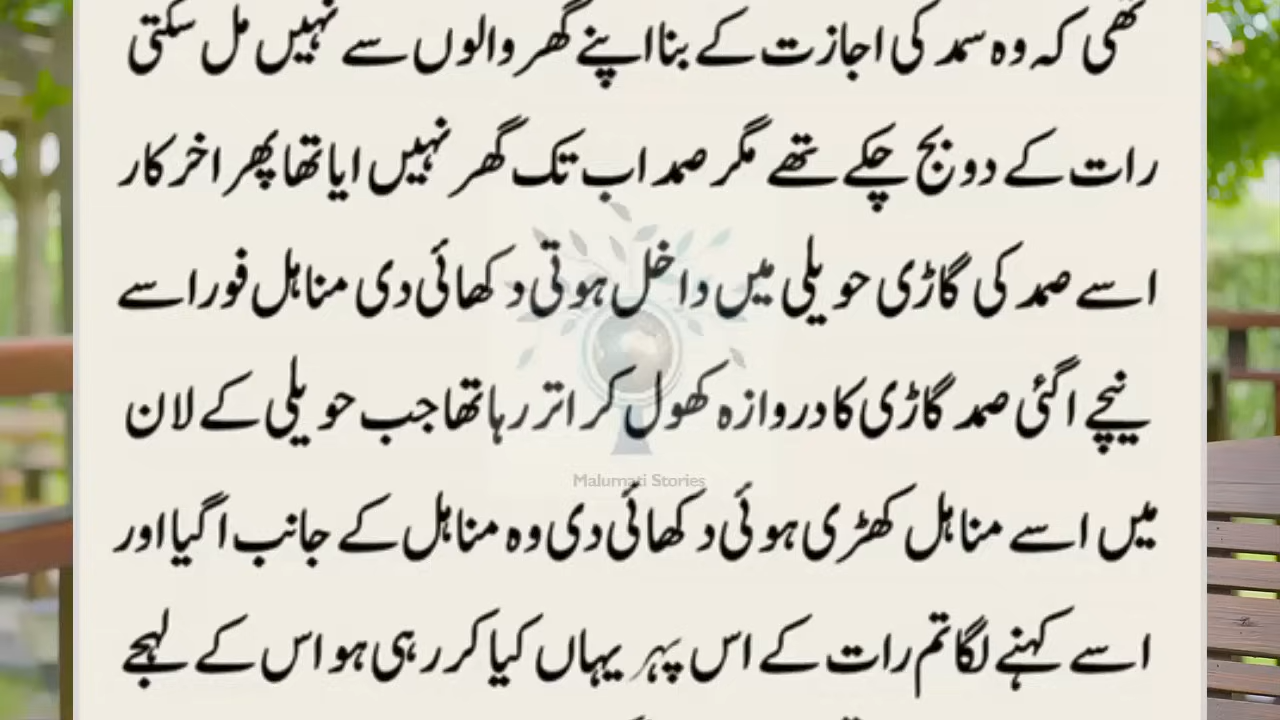 تھی کہ وہ سمد کی اجازت کے بنا اپنے گھر والوں سے نہیں مل سکتی
رات کے دو بج چکے تھے مگر صمد اب تک گھر نہیں ایا تھا پھر اخر کار
اسے صمد کی گاڑی حویلی میں داخل ہوتی دکھائی دی مناہل فورا سے
نیچے اگئی صمد گاڑی کا دروازہ کھول کر اتر رہا تھا جب حویلی کے لان
Malumati Stories
میں اسے مناہل کھڑی ہوئی دکھائی دی وہ مناہل کے جانب اگیا اور
اسے کہنے لگا تم رات کے اس پہر یہاں کیا کر رہی ہو اس کے لہجے